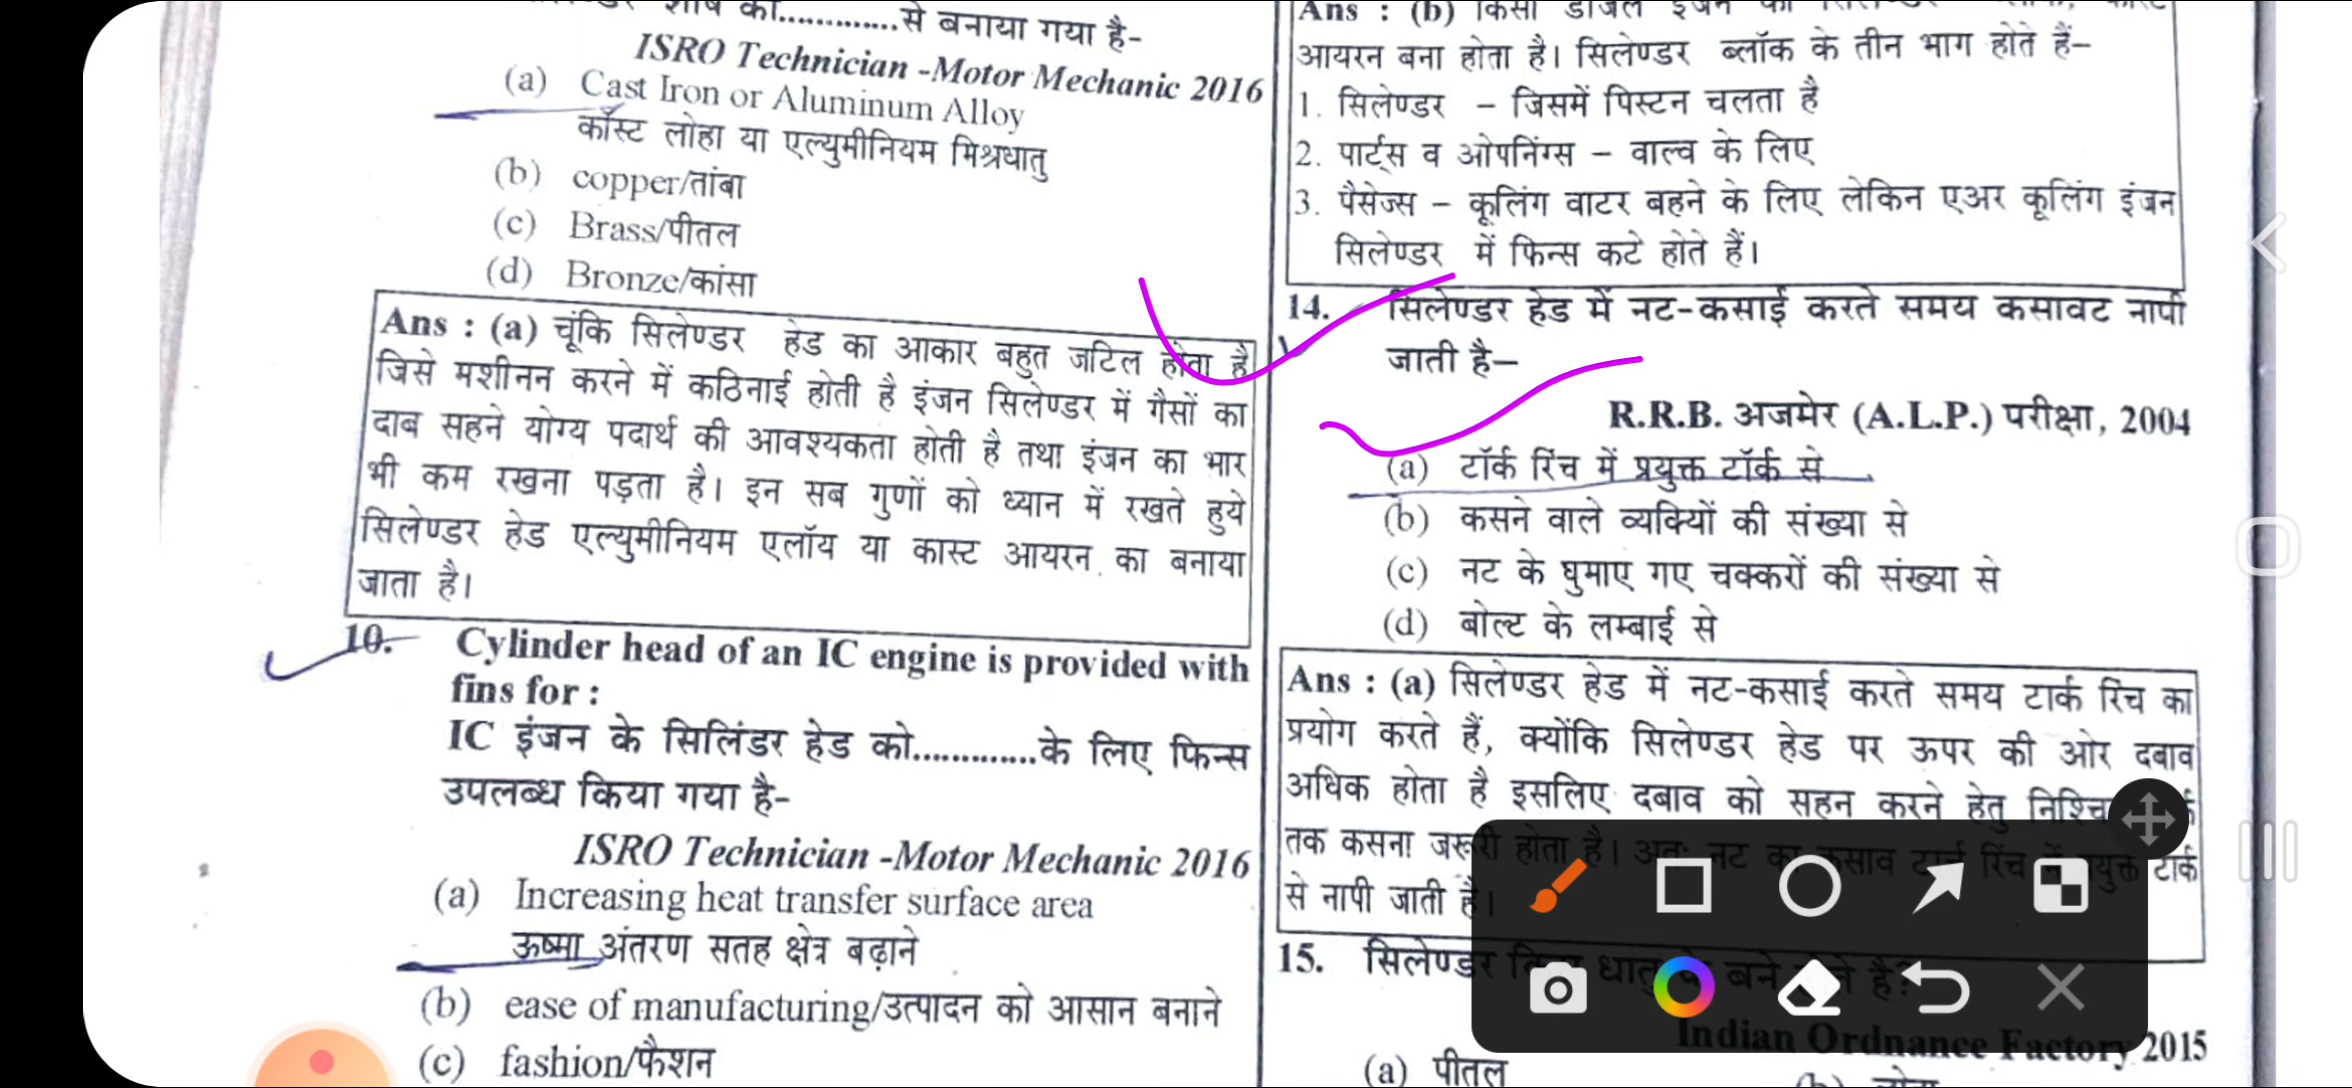 से बनाया गया है-
ISRO Technician -Motor Mechanic 2016
(a) Cast Iron or Aluminum Alloy
कॉस्ट लोहा या एल्युमीनियम मिश्रधातु
(b) copper/तांबा
(c) Brass/पीतल
(d) Bronze/कांसा
Ans : (a) चूंकि सिलेण्डर हेड का आकार बहुत जटिल होता है
जिसे मशीनन करने में कठिनाई होती है इंजन सिलेण्डर में गैसों का
दाब सहने योग्य पदार्थ की आवश्यकता होती है तथा इंजन का भार
भी कम रखना पड़ता है। इन सब गुणों को ध्यान में रखते हुये
सिलेण्डर हेड एल्युमीनियम एलॉय या कास्ट आयरन का बनाया
जाता है।
10. Cylinder head of an IC engine is provided with
fins for :
IC इंजन के सिलिंडर हेड को.............के लिए फिन्स
उपलब्ध किया गया है-
ISRO Technician -Motor Mechanic 2016
(a) Increasing heat transfer surface area
ऊष्मा अंतरण सतह क्षेत्र बढ़ाने
(b) ease of manufacturing/उत्पादन को आसान बनाने
(c) fashion/फैशन
Ans : (b) किसी डीजल इंजन का
आयरन बना होता है। सिलेण्डर ब्लॉक के तीन भाग होते हैं–
1. सिलेण्डर – जिसमें पिस्टन चलता है
2. पार्ट्स व ओपनिंग्स – वाल्व के लिए
3. पैसेज्स – कूलिंग वाटर बहने के लिए लेकिन एअर कूलिंग इंजन
सिलेण्डर में फिन्स कटे होते हैं।
14. सिलेण्डर हेड में नट-कसाई करते समय कसावट नापी
जाती है–
R.R.B. अजमेर (A.L.P.) परीक्षा, 2004
(a) टॉर्क रिंच में प्रयुक्त टॉर्क से
(b) कसने वाले व्यक्यिों की संख्या से
(c) नट के घुमाए गए चक्करों की संख्या से
(d) बोल्ट के लम्बाई से
Ans : (a) सिलेण्डर हेड में नट-कसाई करते समय टार्क रिंच का
प्रयोग करते हैं, क्योंकि सिलेण्डर हेड पर ऊपर की ओर दबाव
अधिक होता है इसलिए दबाव को सहन करने हेतु
तक कसना जरूरी होता है। अतः नट का कसाव टार्क रिंच में प्रयुक्त टार्क
से नापी जाती है।
15. सिलेण्डर किस धातु के बने होते है?
Indian Ordnance Factory 2015
(a) पीतल